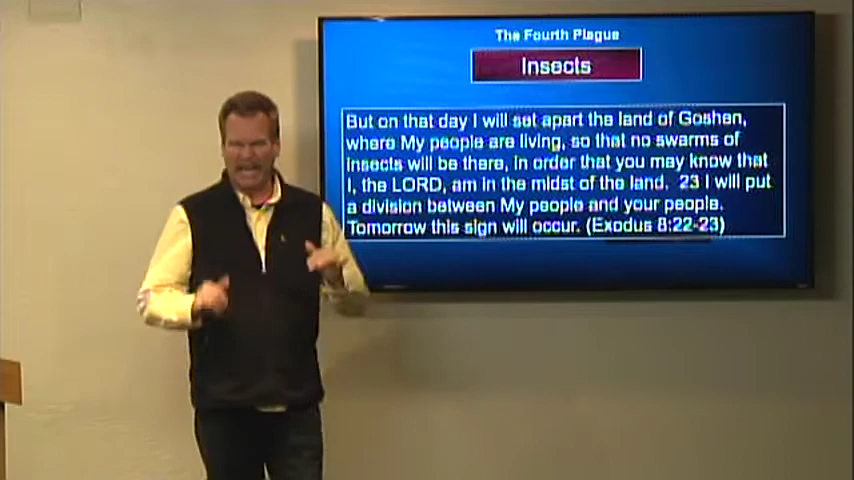 The Fourth Plague
Insects
But on that day I will set apart the land of Goshen,
where My people are living, so that no swarms of
insects will be there, in order that you may know that
I, the LORD, am in the midst of the land.  23 I will put
a division between My people and your people.
Tomorrow this sign will occur. (Exodus 8:22-23)